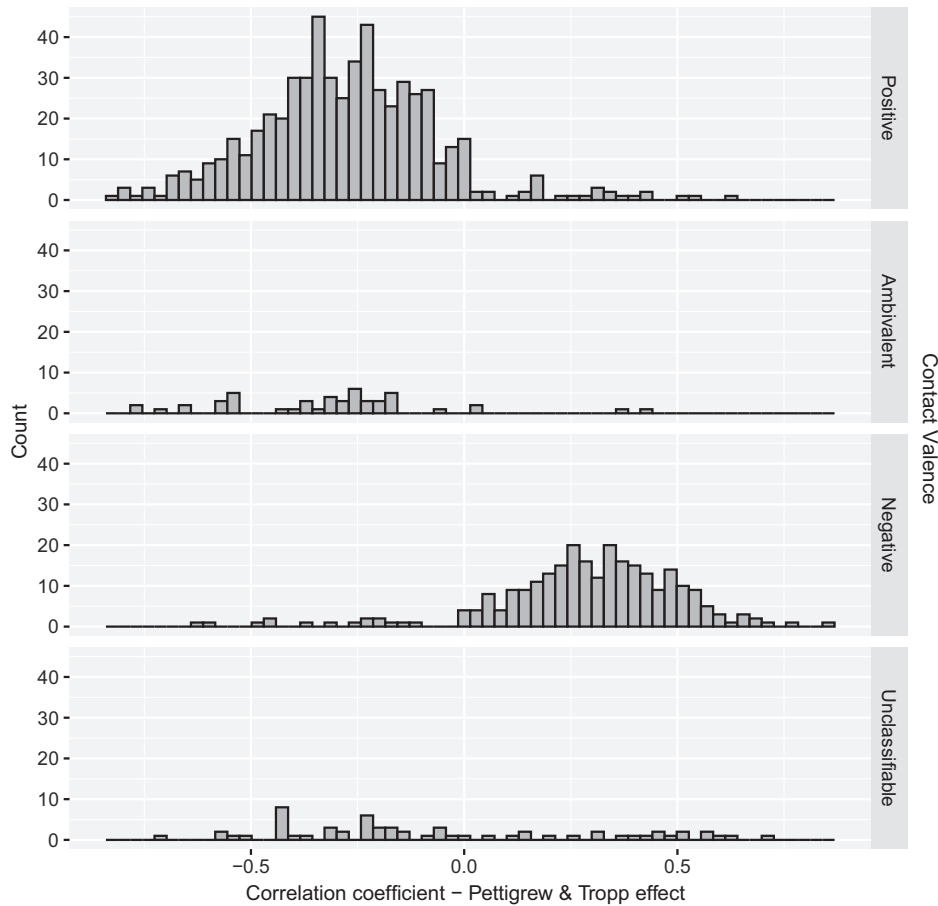 40
30
20
10
0
Positive
40
30
20
10
0
Ambivalent
40
30
20
10
0
Negative
40
30
20
10
0
Unclassifiable
Count
Contact Valence
−0.5 0.0 0.5
Correlation coefficient − Pettigrew & Tropp effect